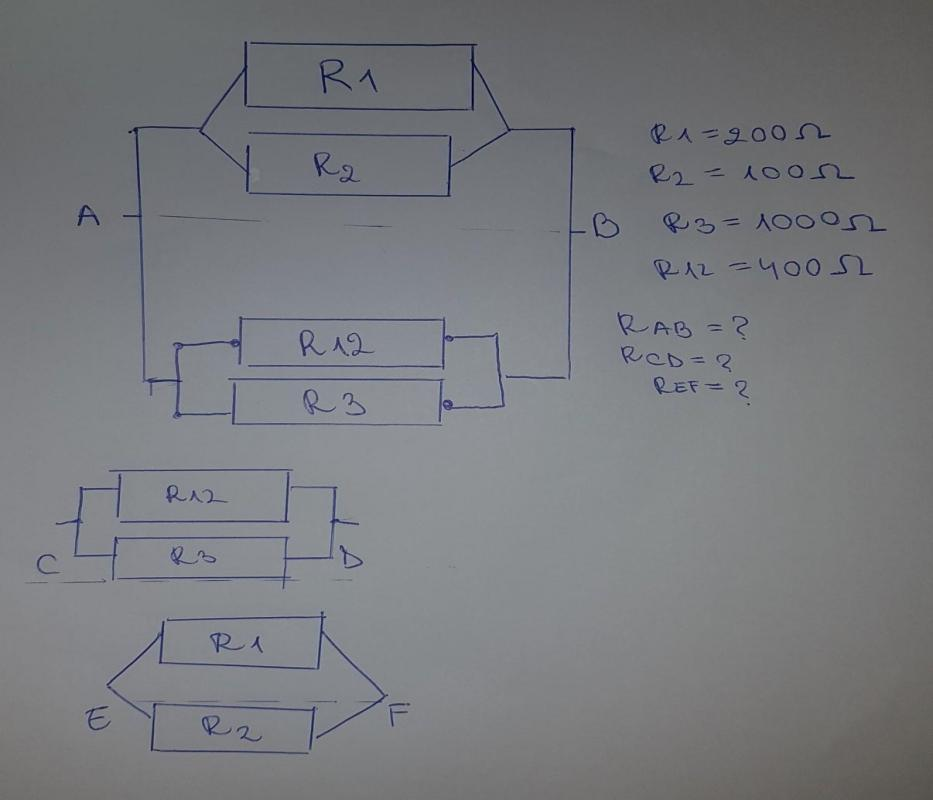 R1
R2
A
B
R1 = 200Ω
R2 = 100Ω
R3 = 1000Ω
R12 = 400Ω
RAB = ?
RCD = ?
REF = ?
R12
R3
R12
R3
C
D
R1
R2
E
F